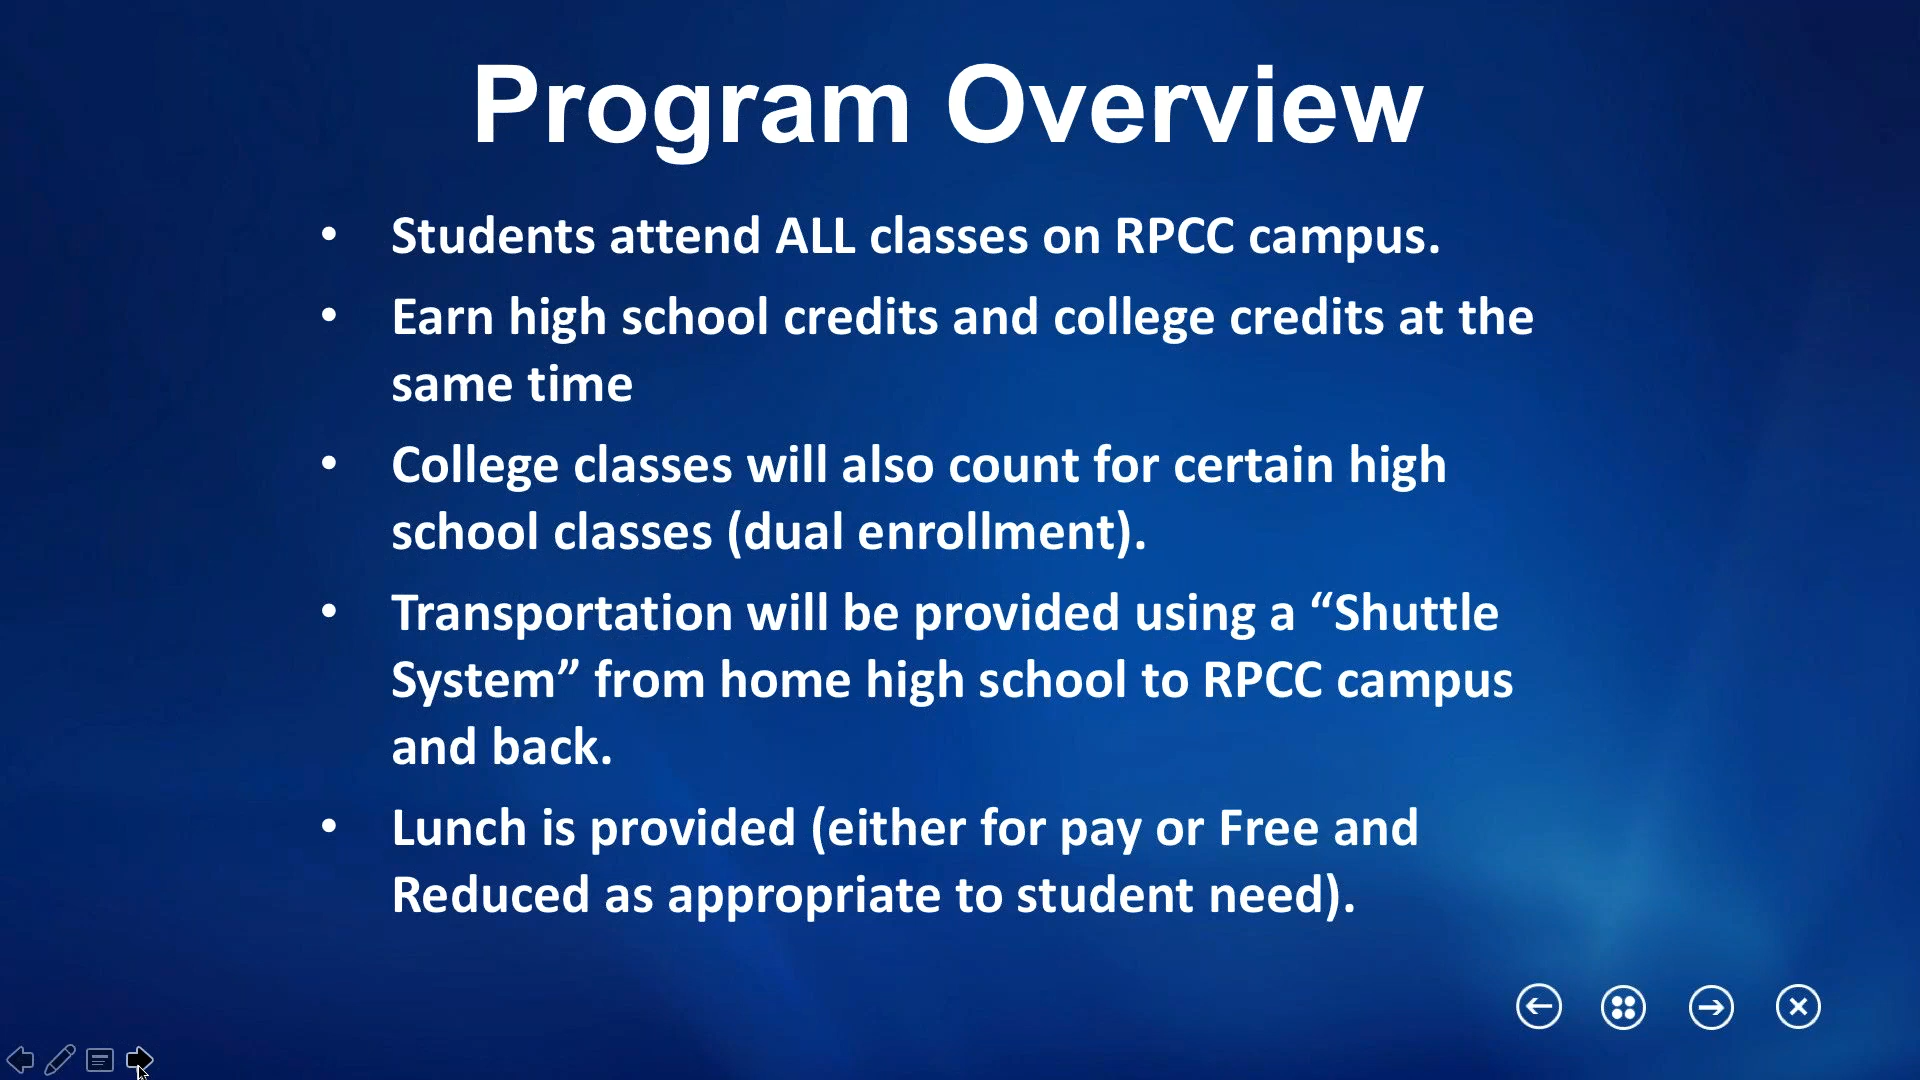 Program Overview
• Students attend ALL classes on RPCC campus.
• Earn high school credits and college credits at the
same time
• College classes will also count for certain high
school classes (dual enrollment).
• Transportation will be provided using a “Shuttle
System” from home high school to RPCC campus
and back.
• Lunch is provided (either for pay or Free and
Reduced as appropriate to student need).